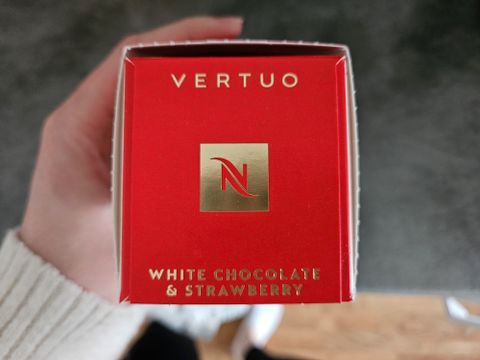 VERTUO
N
WHITE CHOCOLATE
& STRAWBERRY